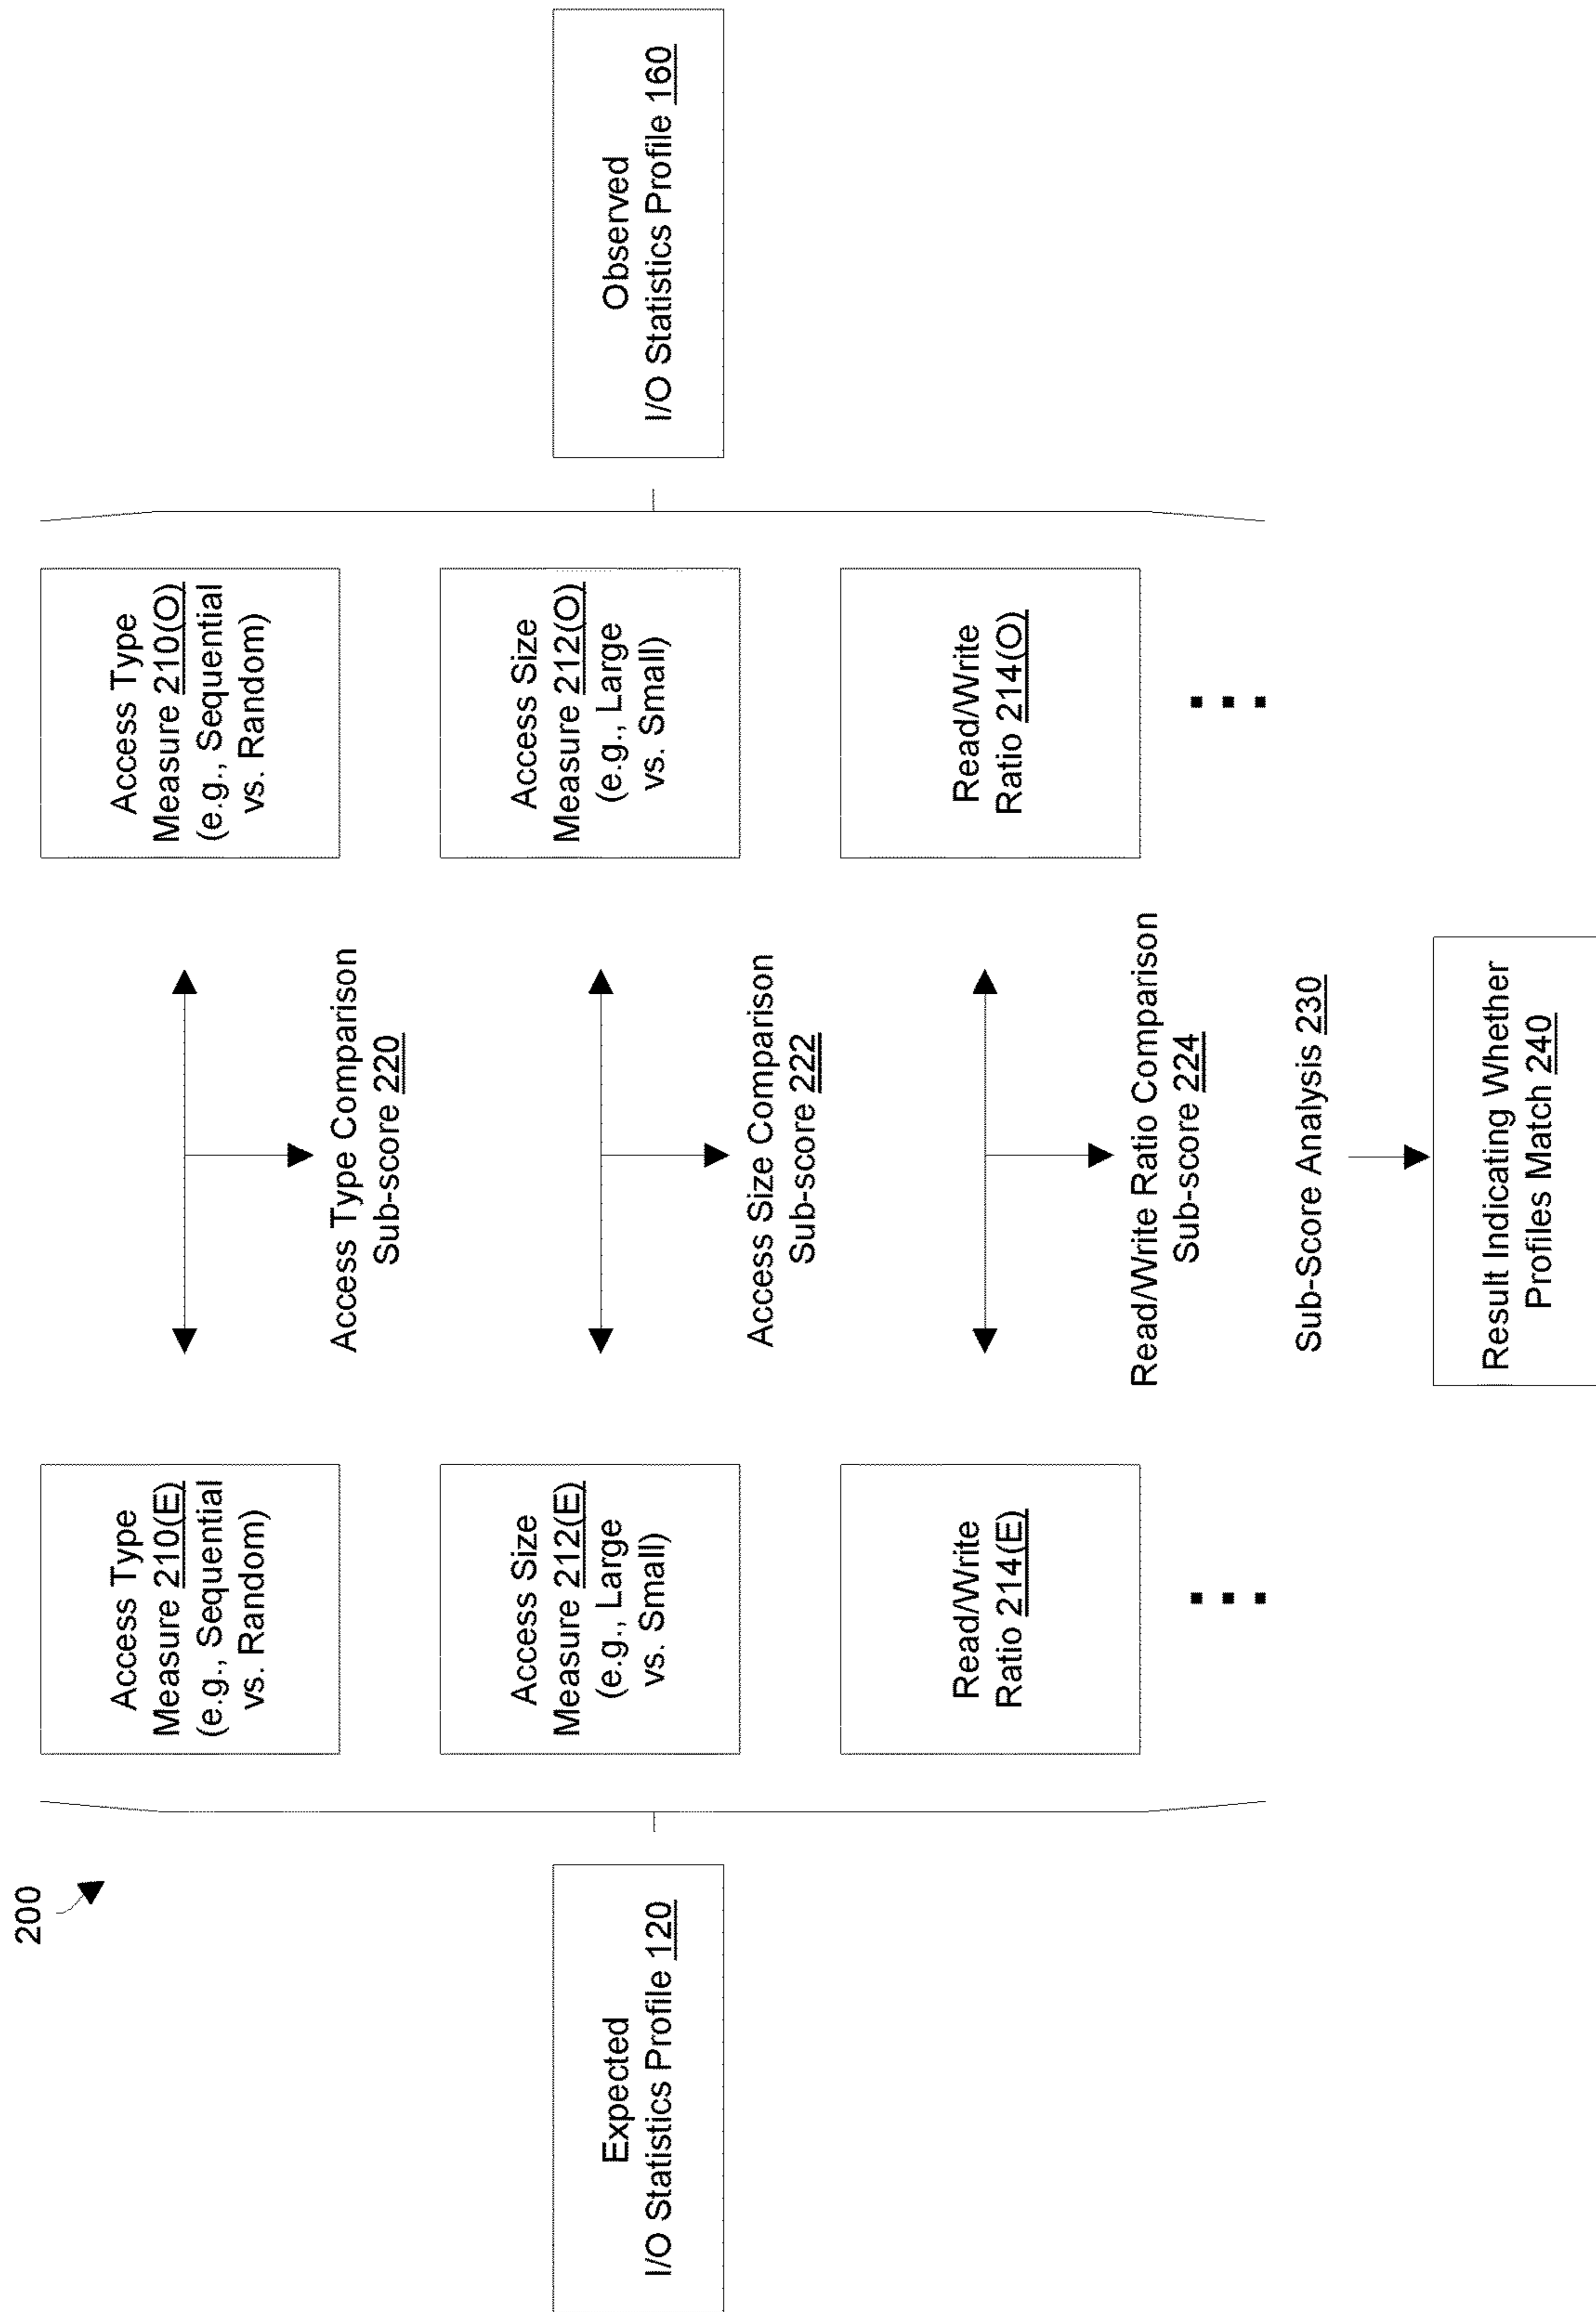 200
Expected
I/O Statistics Profile 120
Access Type
Measure 210(E)
(e.g., Sequential
vs. Random)
Access Size
Measure 212(E)
(e.g., Large
vs. Small)
Read/Write
Ratio 214(E)
Access Type Comparison
Sub-score 220
Access Size Comparison
Sub-score 222
Read/Write Ratio Comparison
Sub-score 224
Sub-Score Analysis 230
Result Indicating Whether
Profiles Match 240
Access Type
Measure 210(O)
(e.g., Sequential
vs. Random)
Access Size
Measure 212(O)
(e.g., Large
vs. Small)
Read/Write
Ratio 214(O)
Observed
I/O Statistics Profile 160